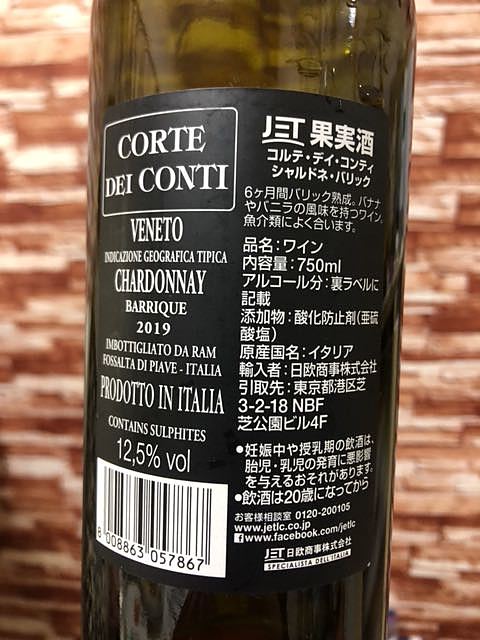 CORTE
DEI CONTI
VENETO
INDICAZIONE GEOGRAFICA TIPICA
CHARDONNAY
BARRIQUE
2019
IMBOTTIGLIATO DA RAM
FOSSALTA DI PIAVE - ITALIA
PRODOTTO IN ITALIA
CONTAINS SULPHITES
12,5% vol
8 008863 057867
JET 果実酒
コルテ・デイ・コンティ
シャルドネ・バリック
6ヶ月間バリック熟成。バナナ
やバニラの風味を持つワイン。
魚介類によく合います。
品名:ワイン
内容量:750ml
アルコール分:裏ラベルに
記載
添加物:酸化防止剤(亜硫
酸塩)
原産国名:イタリア
輸入者:日欧商事株式会社
引取先:東京都港区芝
3-2-18 NBF
芝公園ビル4F
●妊娠中や授乳期の飲酒は、
胎児・乳児の発育に悪影響
を与えるおそれがあります。
●飲酒は20歳になってから
お客様相談室 0120-200105
www.jetlc.co.jp
www.facebook.com/jetlc
JET 日欧商事株式会社
SPECIALISTA DELL'ITALIA